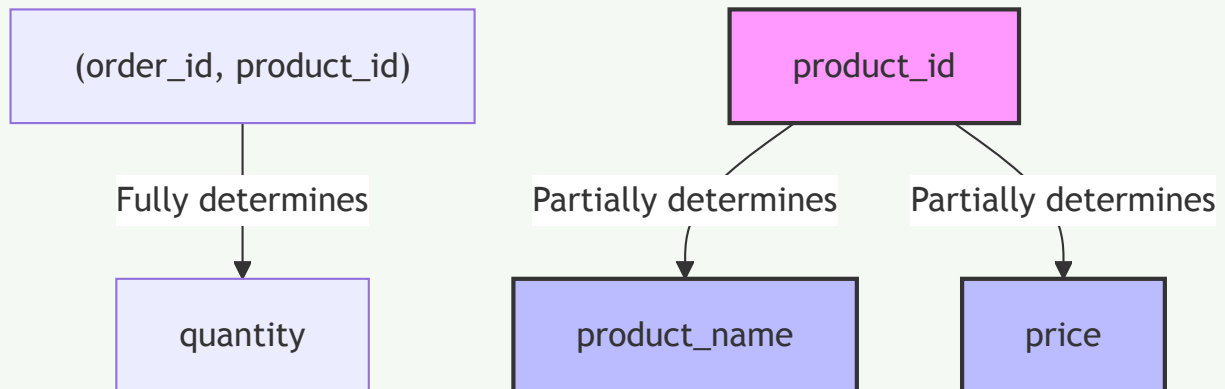 (order_id, product_id)
product_id
Fully determines
Partially determines
Partially determines
quantity
product_name
price